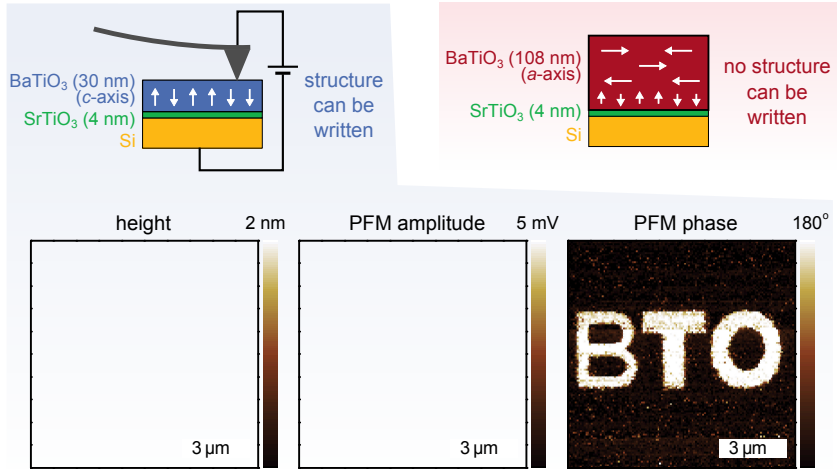 BaTiO₃ (30 nm)
(c-axis)
SrTiO₃ (4 nm)
Si
structure
can be
written
BaTiO₃ (108 nm)
(a-axis)
SrTiO₃ (4 nm)
Si
no structure
can be
written
height
2 nm
3 µm
PFM amplitude
5 mV
3 µm
PFM phase
180°
BTO
3 µm